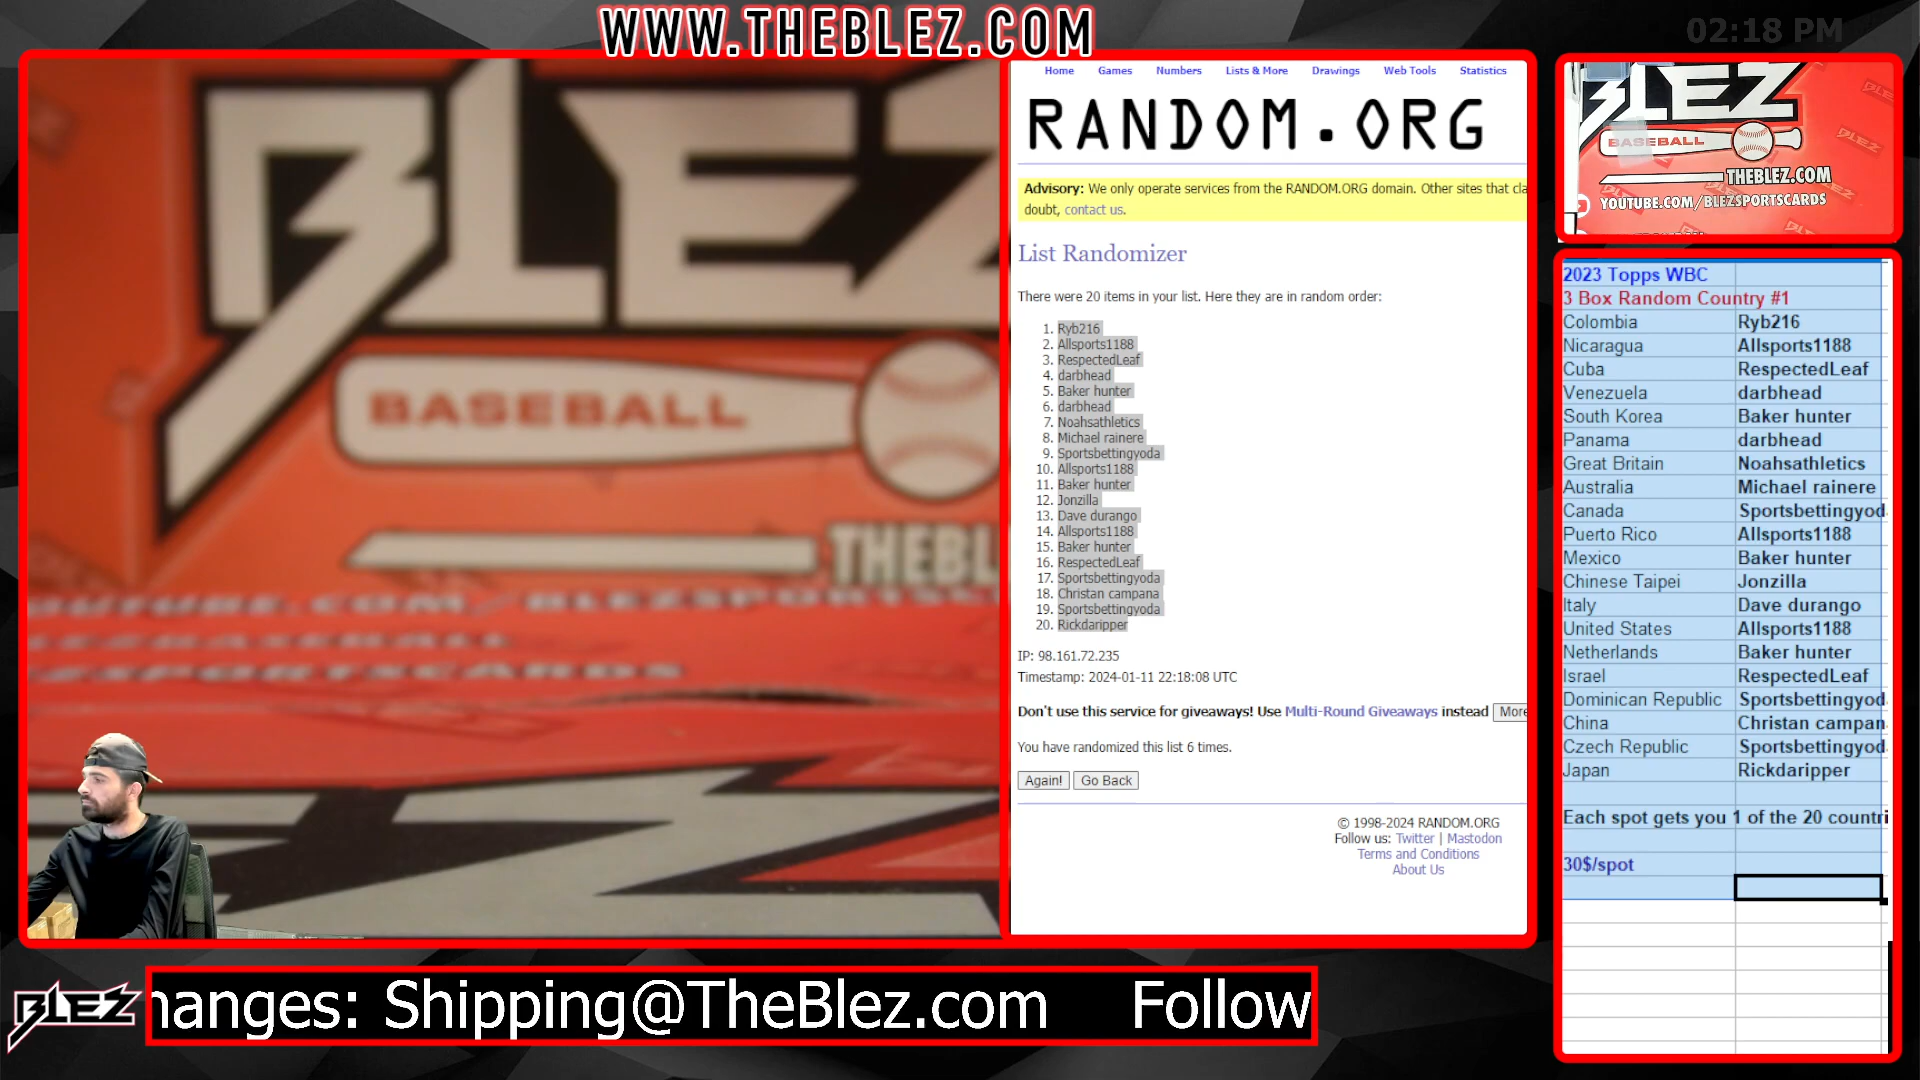 WWW.THEBLEZ.COM
02:18 PM
BLEZ
BASEBALL
THEBL
Home Games Numbers Lists & More Drawings Web Tools Statistics
RANDOM.ORG
Advisory: We only operate services from the RANDOM.ORG domain. Other sites that cla
doubt, contact us.
List Randomizer
There were 20 items in your list. Here they are in random order:
1. Ryb216
2. Allsports1188
3. RespectedLeaf
4. darbhead
5. Baker hunter
6. darbhead
7. Noahsathletics
8. Michael rainere
9. Sportsbettingyoda
10. Allsports1188
11. Baker hunter
12. Jonzilla
13. Dave durango
14. Allsports1188
15. Baker hunter
16. RespectedLeaf
17. Sportsbettingyoda
18. Christan campana
19. Sportsbettingyoda
20. Rickdaripper
IP: 98.161.72.235
Timestamp: 2024-01-11 22:18:08 UTC
Don't use this service for giveaways! Use Multi-Round Giveaways instead More
You have randomized this list 6 times.
Again! Go Back
© 1998-2024 RANDOM.ORG
Follow us: Twitter | Mastodon
Terms and Conditions
About Us
BLEZ
BASEBALL
THEBLEZ.COM
YOUTUBE.COM/BLEZSPORTSCARDS
2023 Topps WBC
3 Box Random Country #1
Colombia Ryb216
Nicaragua Allsports1188
Cuba RespectedLeaf
Venezuela darbhead
South Korea Baker hunter
Panama darbhead
Great Britain Noahsathletics
Australia Michael rainere
Canada Sportsbettingyod
Puerto Rico Allsports1188
Mexico Baker hunter
Chinese Taipei Jonzilla
Italy Dave durango
United States Allsports1188
Netherlands Baker hunter
Israel RespectedLeaf
Dominican Republic Sportsbettingyod
China Christan campan
Czech Republic Sportsbettingyod
Japan Rickdaripper
Each spot gets you 1 of the 20 countri
30$/spot
BLEZ
hanges: Shipping@TheBlez.com Follow